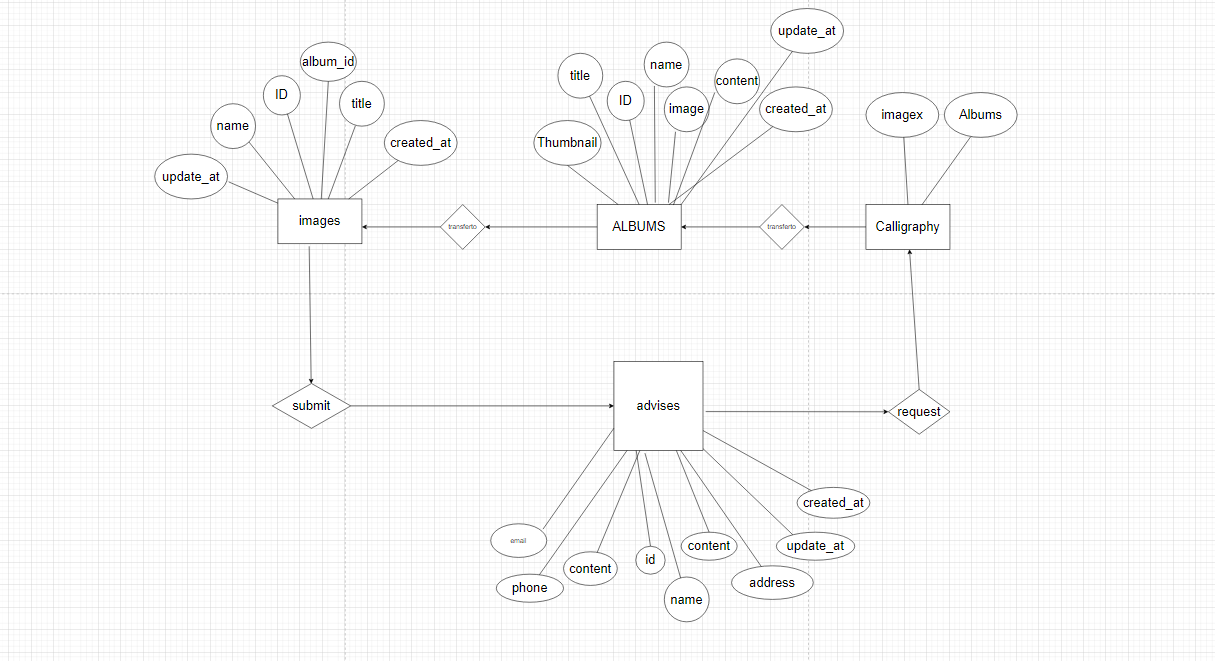 update_at
name
ID
album_id
title
created_at
images
transferto
Thumbnail
title
ID
name
image
content
update_at
created_at
ALBUMS
transferto
imagex
Albums
Calligraphy
submit
advises
request
email
phone
content
id
name
content
address
update_at
created_at